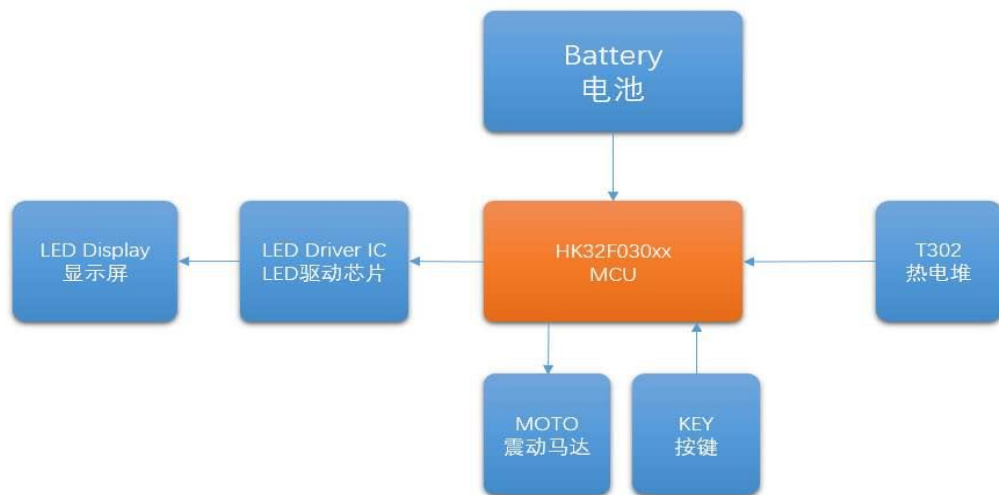 Battery
电池
LED Display
显示屏
LED Driver IC
LED驱动芯片
HK32F030xx
MCU
T302
热电堆
MOTO
震动马达
KEY
按键